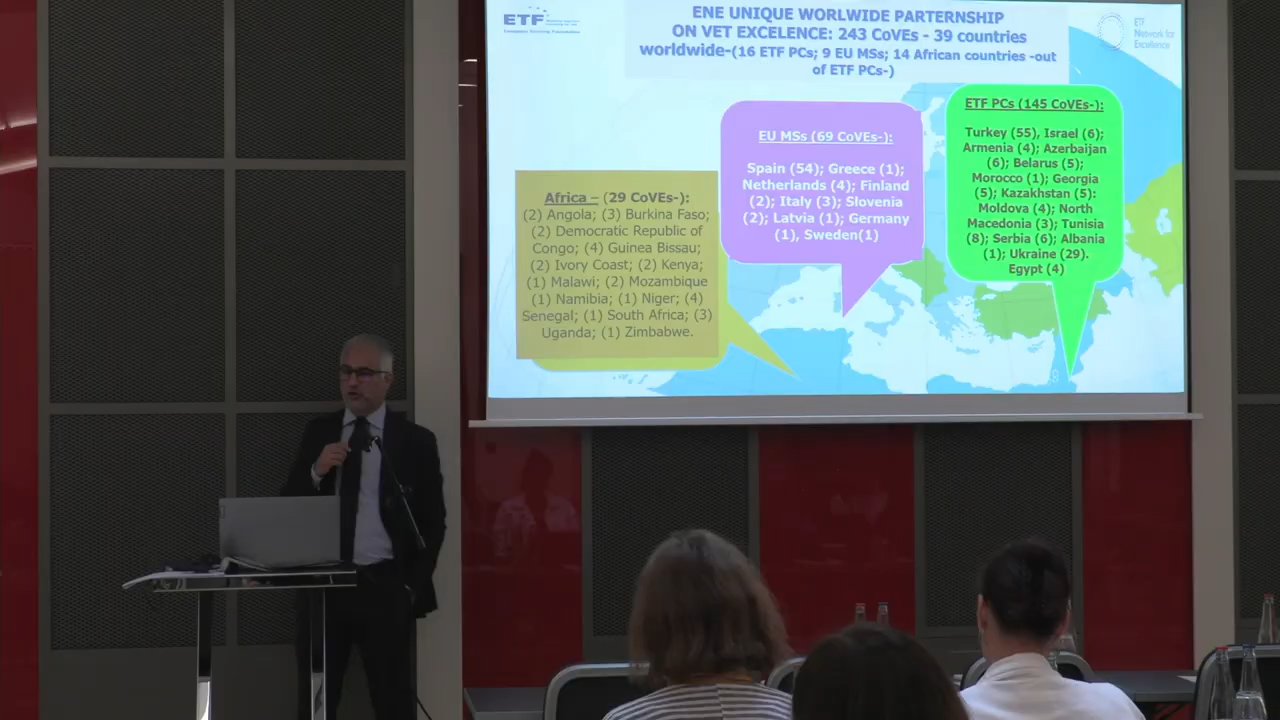 ETF
European Training Foundation
ENE UNIQUE WORLWIDE PARTERNSHIP
ON VET EXCELENCE: 243 CoVEs - 39 countries
worldwide-(16 ETF PCs; 9 EU MSs; 14 African countries -out
of ETF PCs-)
ETF
Network for
Excellence
Africa – (29 CoVEs-):
(2) Angola; (3) Burkina Faso;
(2) Democratic Republic of
Congo; (4) Guinea Bissau;
(2) Ivory Coast; (2) Kenya;
(1) Malawi; (2) Mozambique
(1) Namibia; (1) Niger; (4)
Senegal; (1) South Africa; (3)
Uganda; (1) Zimbabwe.
EU MSs (69 CoVEs-):
Spain (54); Greece (1);
Netherlands (4); Finland
(2); Italy (3); Slovenia
(2); Latvia (1); Germany
(1), Sweden(1)
ETF PCs (145 CoVEs-):
Turkey (55), Israel (6);
Armenia (4); Azerbaijan
(6); Belarus (5);
Morocco (1); Georgia
(5); Kazakhstan (5):
Moldova (4); North
Macedonia (3); Tunisia
(8); Serbia (6); Albania
(1); Ukraine (29).
Egypt (4)